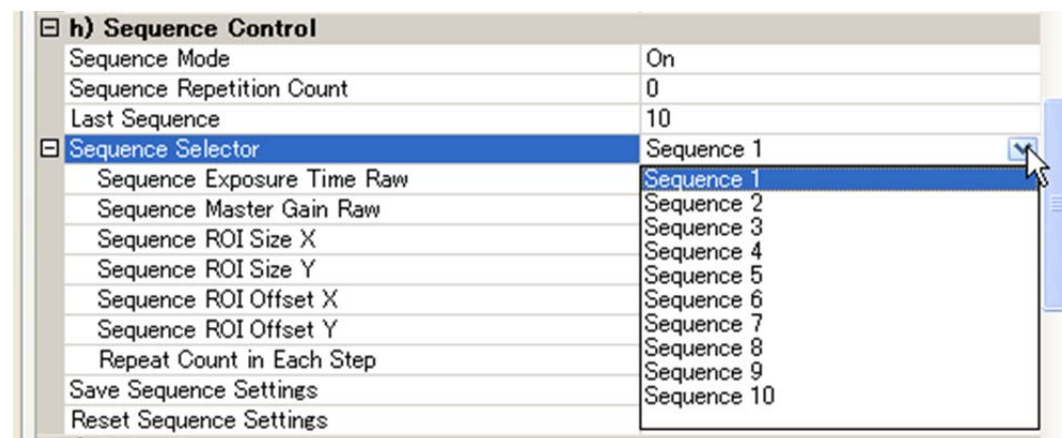 h) Sequence Control
Sequence Mode On
Sequence Repetition Count 0
Last Sequence 10
Sequence Selector Sequence 1
Sequence Exposure Time Raw Sequence 1
Sequence Master Gain Raw Sequence 2
Sequence 3
Sequence ROI Size X Sequence 4
Sequence ROI Size Y Sequence 5
Sequence ROI Offset X Sequence 6
Sequence ROI Offset Y Sequence 7
Repeat Count in Each Step Sequence 8
Sequence 9
Save Sequence Settings Sequence 10
Reset Sequence Settings